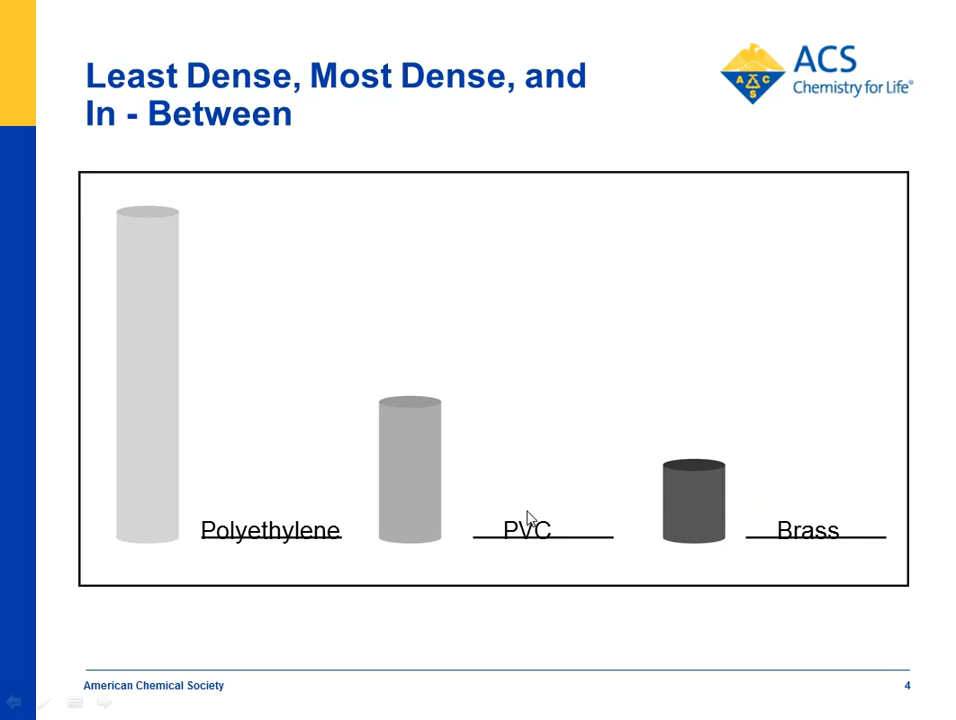 Least Dense, Most Dense, and
In - Between
ACS
Chemistry for Life®
A C S
Polyethylene
PVC
Brass
American Chemical Society
4